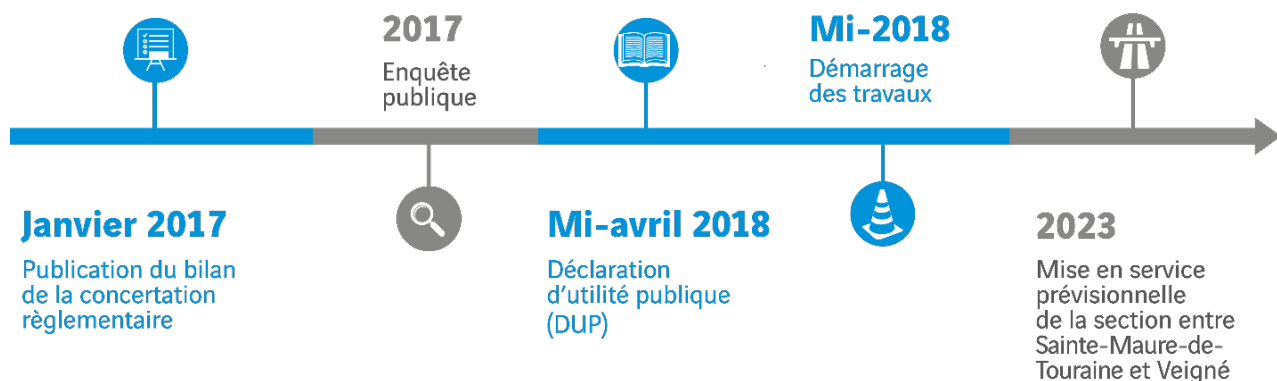 Janvier 2017
Publication du bilan
de la concertation
règlementaire
2017
Enquête
publique
Mi-avril 2018
Déclaration
d'utilité publique
(DUP)
Mi-2018
Démarrage
des travaux
2023
Mise en service
prévisionnelle
de la section entre
Sainte-Maure-de-
Touraine et Veigné